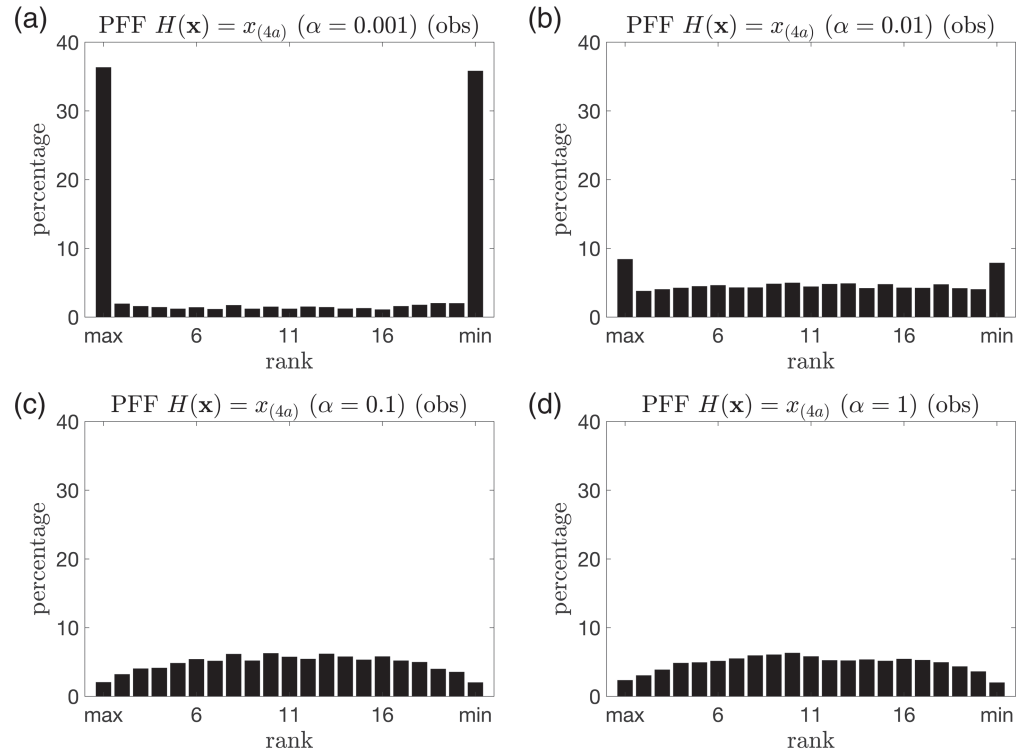 (a) PFF H(x) = x(4a) (α = 0.001) (obs)
40
30
20
10
0
percentage
max 6 11 16 min
rank
(b) PFF H(x) = x(4a) (α = 0.01) (obs)
40
30
20
10
0
percentage
max 6 11 16 min
rank
(c) PFF H(x) = x(4a) (α = 0.1) (obs)
40
30
20
10
0
percentage
max 6 11 16 min
rank
(d) PFF H(x) = x(4a) (α = 1) (obs)
40
30
20
10
0
percentage
max 6 11 16 min
rank